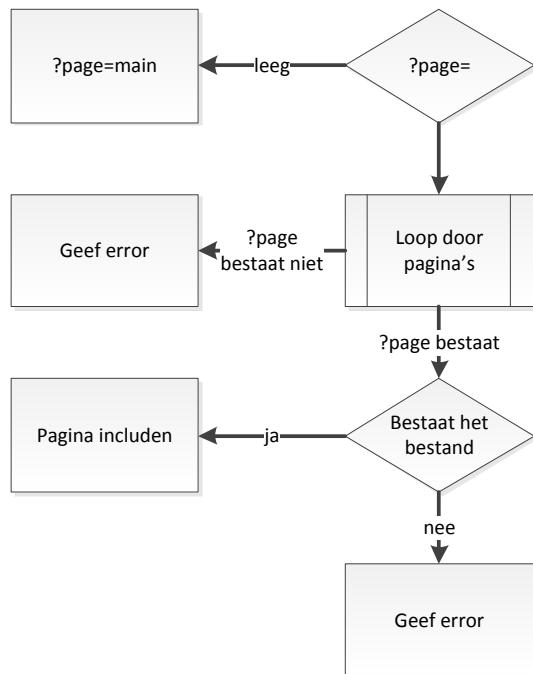 ?page=main
leeg
?page=
Geef error
?page
bestaat niet
Loop door
pagina's
?page bestaat
Pagina includen
ja
Bestaat het
bestand
nee
Geef error